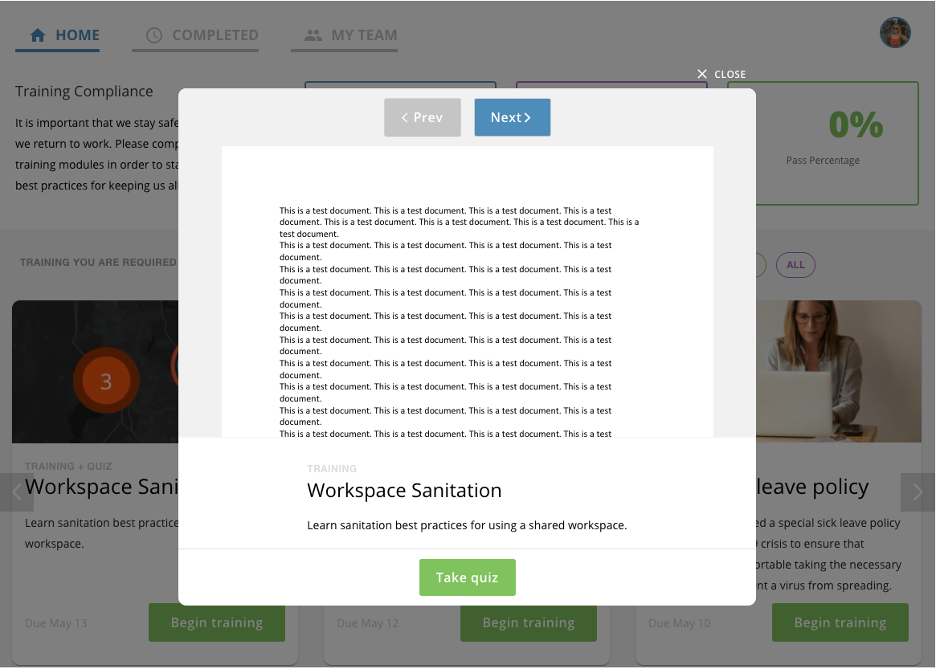 HOME
COMPLETED
MY TEAM
CLOSE
Training Compliance
It is important that we stay safe
we return to work. Please comp
training modules in order to sta
best practices for keeping us al
0%
Pass Percentage
Prev
Next
This is a test document. This is a test document. This is a test document. This is a test
document. This is a test document. This is a test document. This is a test document. This is a
test document.
This is a test document. This is a test document. This is a test document. This is a test
document.
This is a test document. This is a test document. This is a test document. This is a test
document.
This is a test document. This is a test document. This is a test document. This is a test
document.
This is a test document. This is a test document. This is a test document. This is a test
document.
This is a test document. This is a test document. This is a test document. This is a test
document.
This is a test document. This is a test document. This is a test document. This is a test
document.
This is a test document. This is a test document. This is a test document. This is a test
document.
This is a test document. This is a test document. This is a test document. This is a test
document.
This is a test document. This is a test document. This is a test document. This is a test
TRAINING YOU ARE REQUIRED
ALL
3
TRAINING + QUIZ
Workspace Sani
Learn sanitation best practice
workspace.
Due May 13
Begin training
TRAINING
Workspace Sanitation
Learn sanitation best practices for using a shared workspace.
Take quiz
Due May 12
Begin training
leave policy
ed a special sick leave policy
crisis to ensure that
ortable taking the necessary
nt a virus from spreading.
Due May 10
Begin training